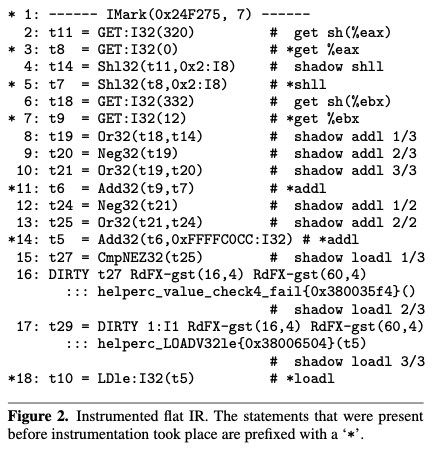 * 1: ------ IMark(0x24F275, 7) ------
2: t11 = GET:I32(320) # get sh(%eax)
* 3: t8 = GET:I32(0) # *get %eax
4: t14 = Shl32(t11,0x2:I8) # shadow shll
* 5: t7 = Shl32(t8,0x2:I8) # *shll
6: t18 = GET:I32(332) # get sh(%ebx)
* 7: t9 = GET:I32(12) # *get %ebx
8: t19 = Or32(t18,t14) # shadow addl 1/3
9: t20 = Neg32(t19) # shadow addl 2/3
10: t21 = Or32(t19,t20) # shadow addl 3/3
*11: t6 = Add32(t9,t7) # *addl
12: t24 = Neg32(t21) # shadow addl 1/2
13: t25 = Or32(t21,t24) # shadow addl 2/2
*14: t5 = Add32(t6,0xFFFFC0CC:I32) # *addl
15: t27 = CmpNEZ32(t25) # shadow loadl 1/3
16: DIRTY t27 RdFX-gst(16,4) RdFX-gst(60,4)
::: helperc_value_check4_fail{0x380035f4}()
# shadow loadl 2/3
17: t29 = DIRTY 1:I1 RdFX-gst(16,4) RdFX-gst(60,4)
::: helperc_LOADV32le{0x38006504}(t5)
# shadow loadl 3/3
*18: t10 = LDle:I32(t5) # *loadl
Figure 2. Instrumented flat IR. The statements that were present
before instrumentation took place are prefixed with a ‘*’.